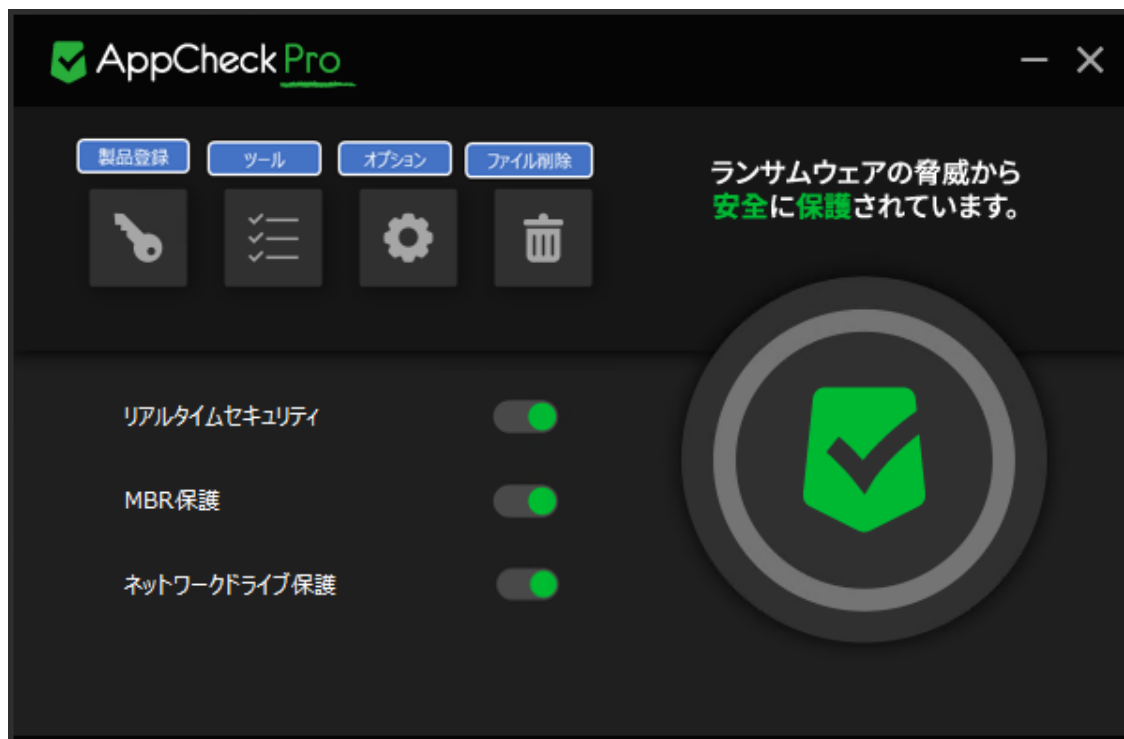 AppCheck Pro
製品登録
ツール
オプション
ファイル削除
ランサムウェアの脅威から
安全に保護されています。
リアルタイムセキュリティ
MBR保護
ネットワークドライブ保護